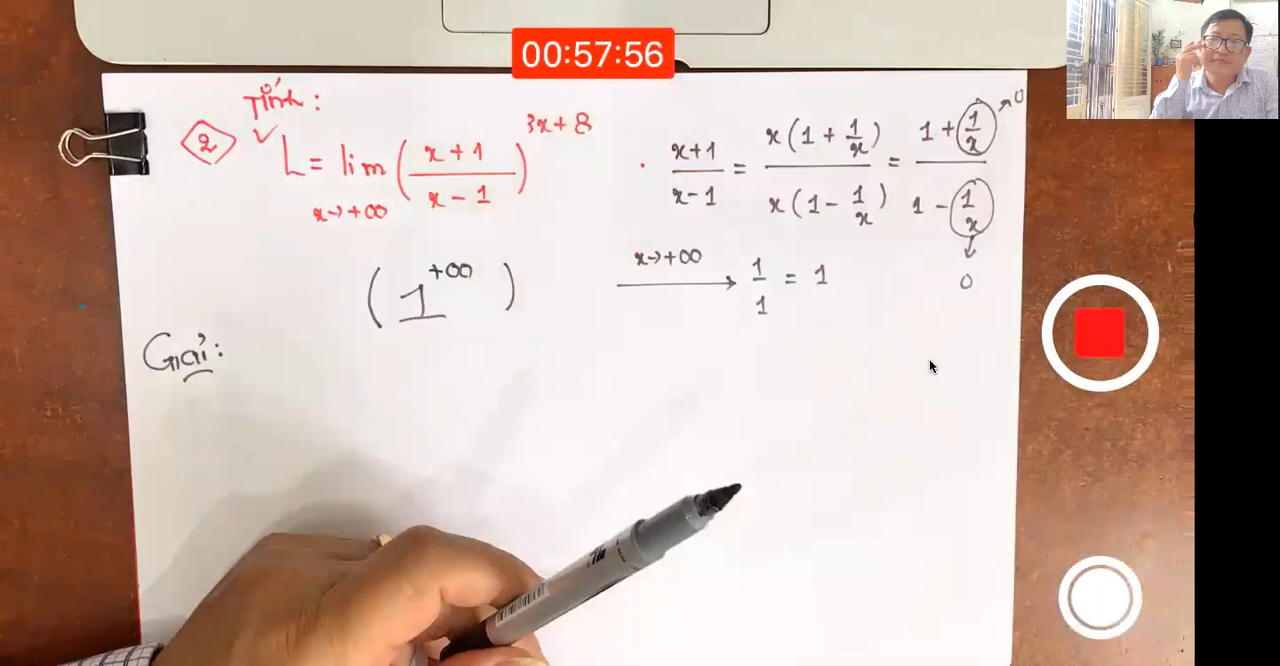 00:57:56
Tính:
2 ✓ L = lim x→+∞ (x+1 / x-1)^3x+8
(1^+∞)
Giải:
. x+1 / x-1 = x(1 + 1/x) / x(1 - 1/x) = 1 + 1/x → 0 / 1 - 1/x → 0
x→+∞ → 1/1 = 1